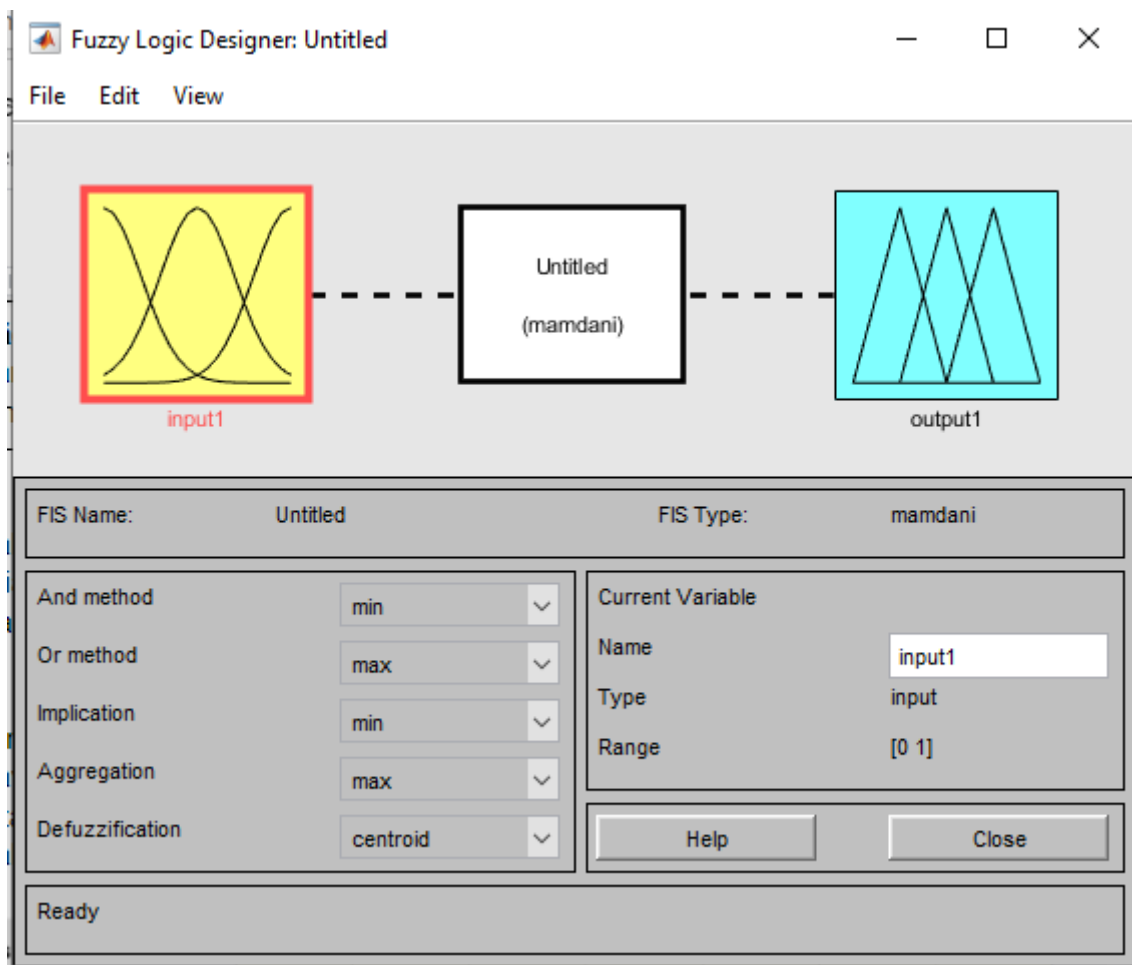 Fuzzy Logic Designer: Untitled
File Edit View
Untitled
(mamdani)
input1
output1
FIS Name: Untitled FIS Type: mamdani
And method min
Or method max
Implication min
Aggregation max
Defuzzification centroid
Current Variable
Name input1
Type input
Range [0 1]
Help Close
Ready